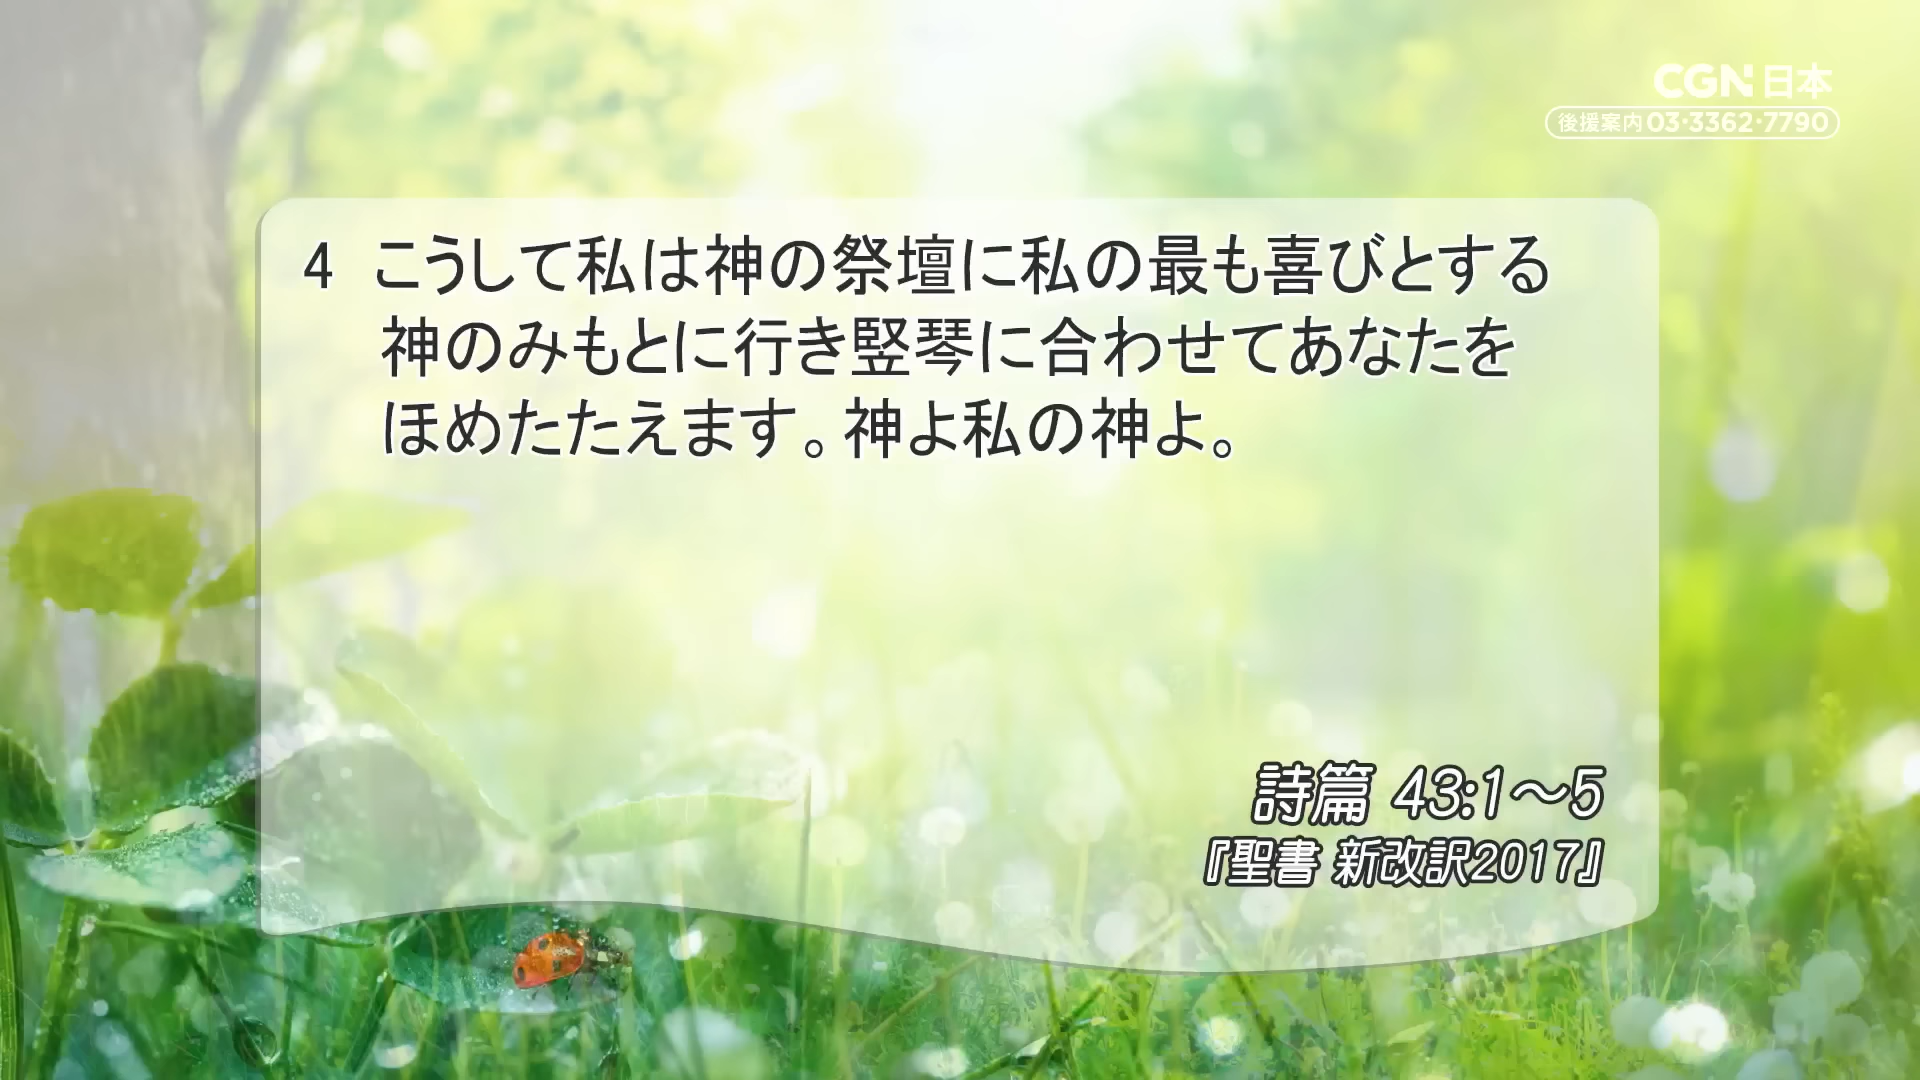 CGN 日本
後援案内 03·3362·7790
4 こうして私は神の祭壇に私の最も喜びとする
神のみもとに行き竪琴に合わせてあなたを
ほめたたえます。神よ私の神よ。
詩篇 43:1～5
『聖書 新改訳2017』